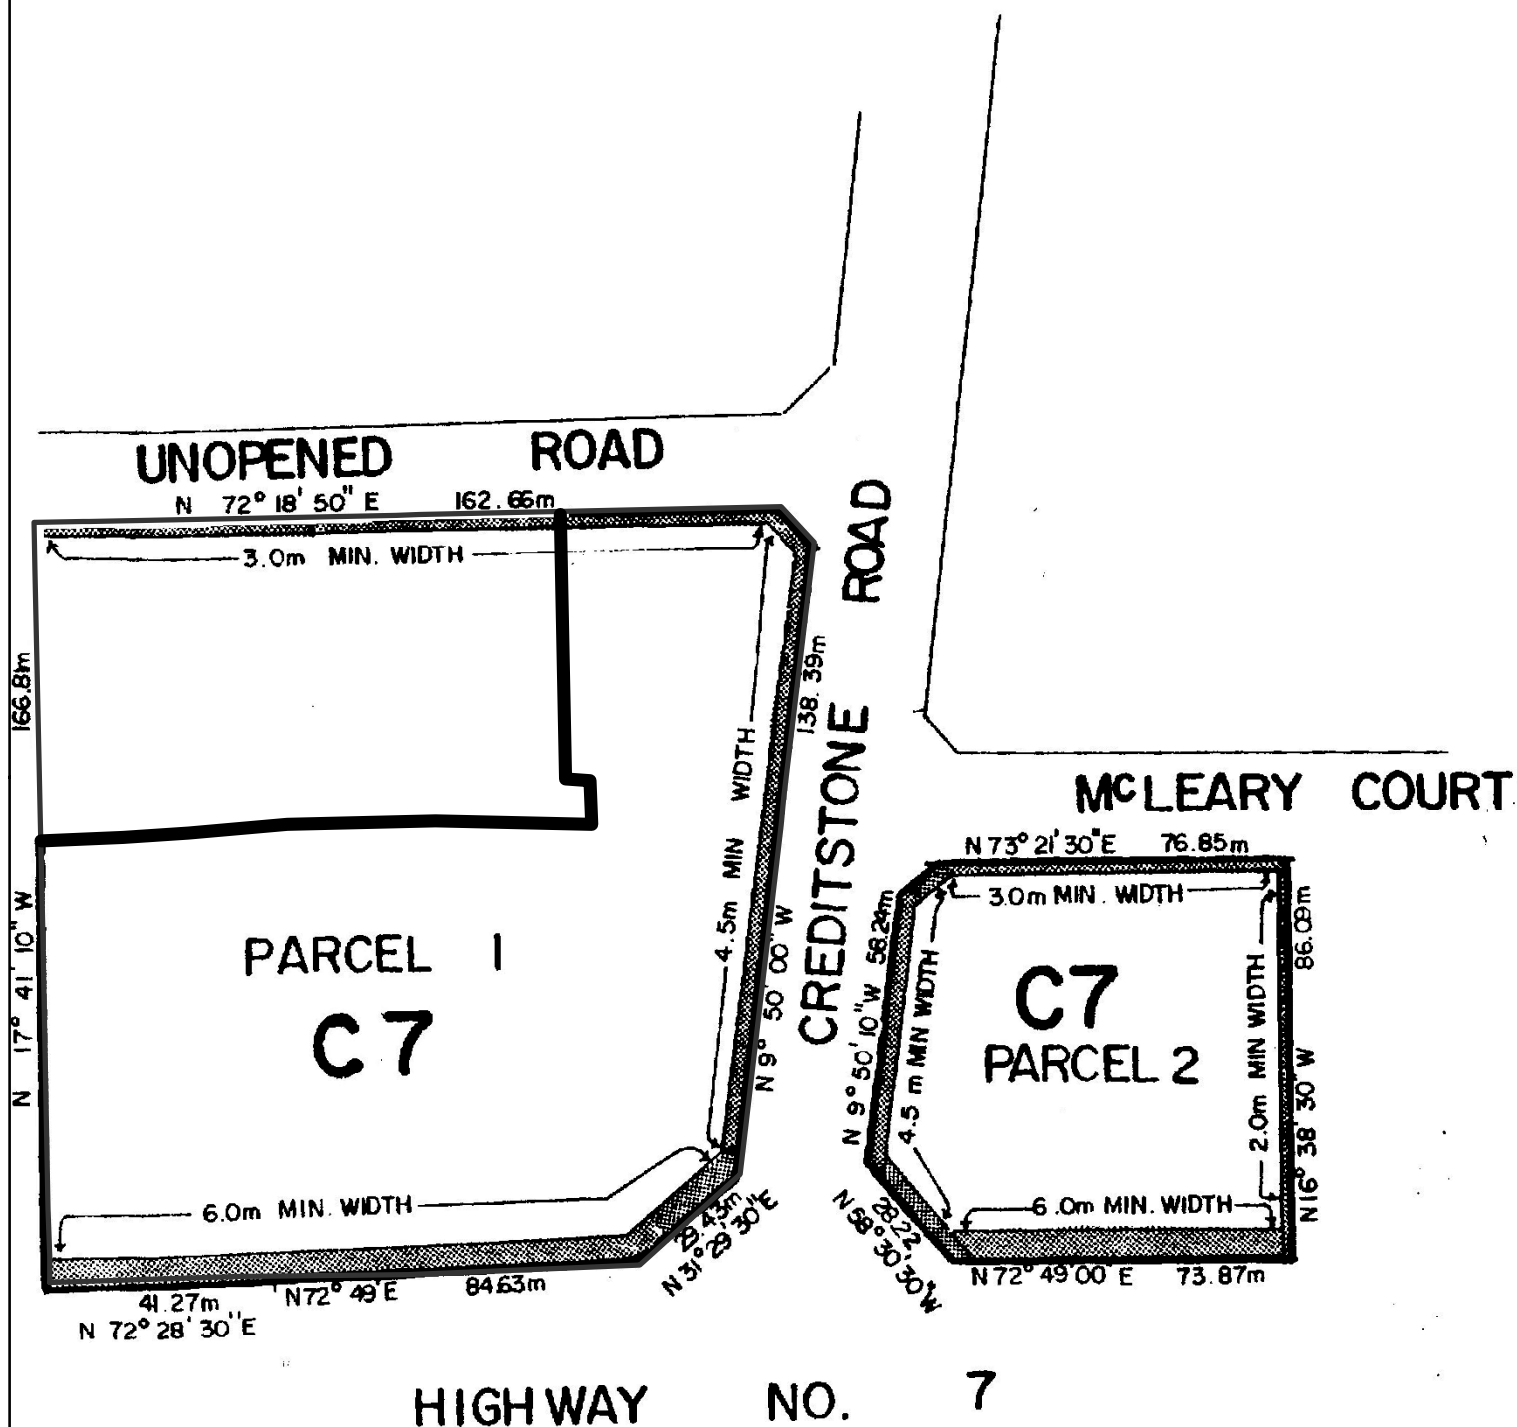 UNOPENED ROAD
N 72° 18' 50" E 162.66m
3.0m MIN. WIDTH
166.81m
N 17° 41' 10" W
138.39m
4.5m MIN WIDTH
N 9° 50' 00" W
CREDITSTONE ROAD
PARCEL 1
C7
6.0m MIN. WIDTH
29.43m
N 31° 29' 30" E
41.27m
N 72° 28' 30" E
N72° 49' E 84.63m
McLEARY COURT
N 73° 21' 30" E 76.85m
3.0m MIN. WIDTH
N 9° 50' 10" W 58.24m
4.5 m MIN WIDTH
C7
PARCEL 2
2.0m MIN WIDTH
86.09m
N16° 38' 30" W
6.0m MIN. WIDTH
28.22
N 58° 30' 30" W
N 72° 49' 00" E 73.87m
HIGHWAY NO. 7